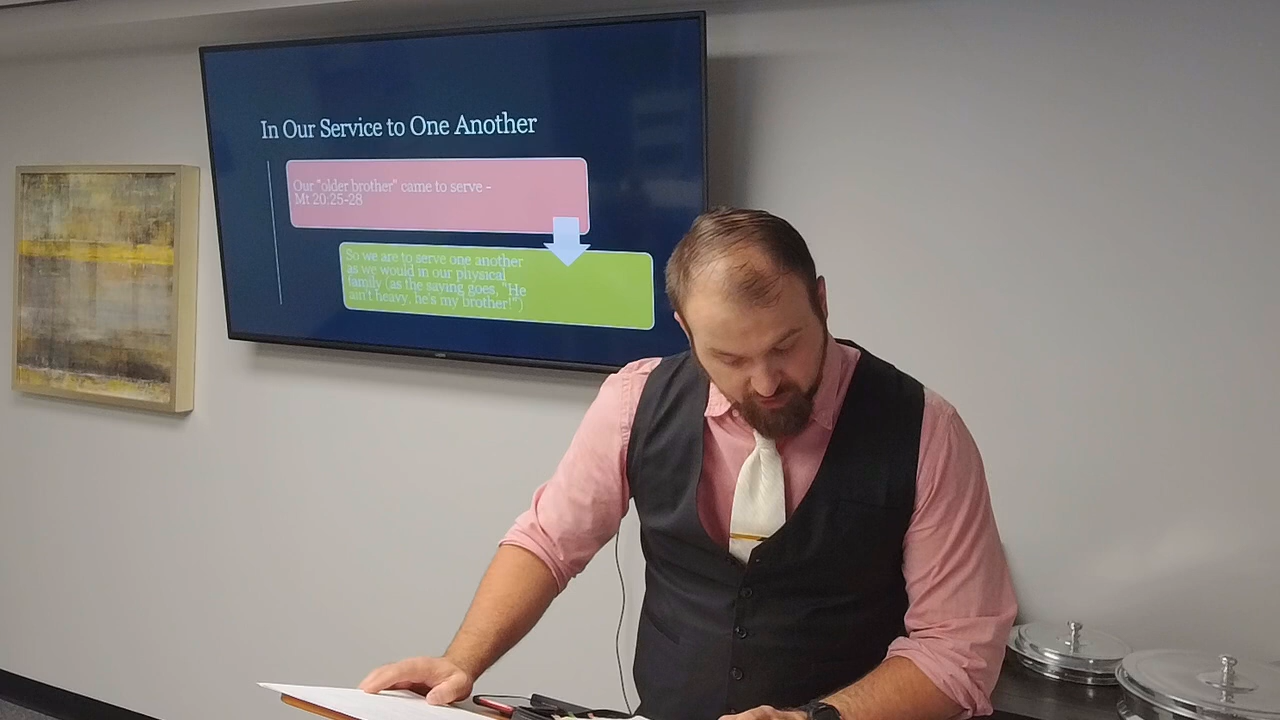 In Our Service to One Another
Our "older brother" came to serve -
Mt 20:25-28
So we are to serve one another
as we would in our physical
family (as the saying goes, "He
ain't heavy, he's my brother!")